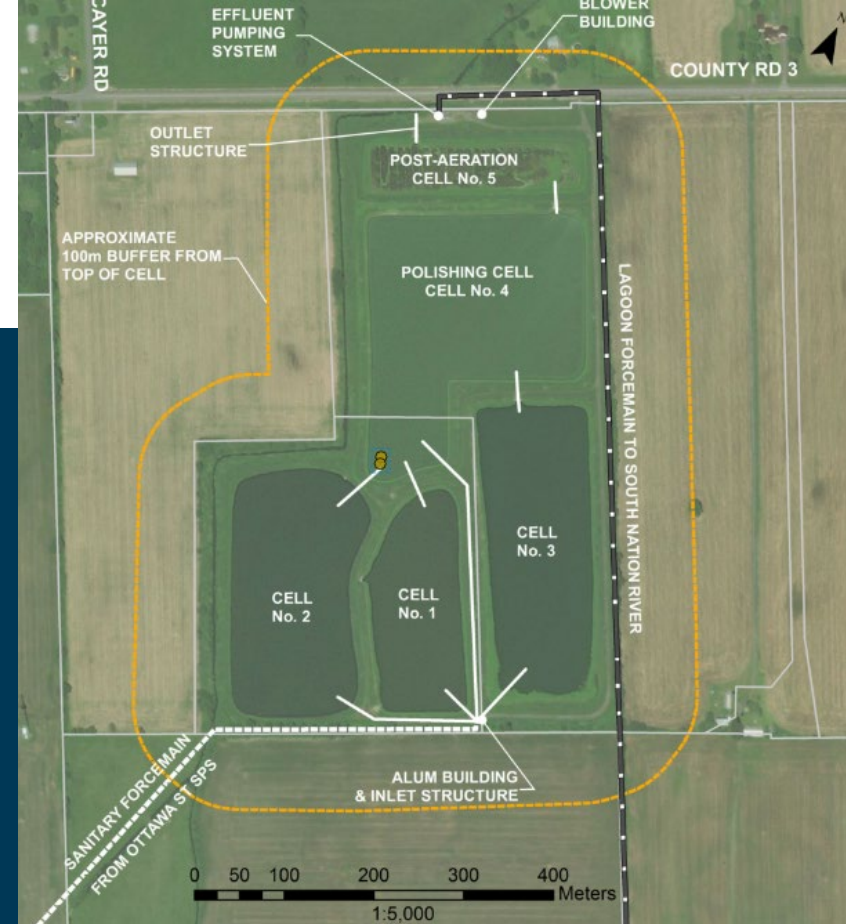 EFFLUENT
PUMPING
SYSTEM
BLOWER
BUILDING
CAYER RD
N
COUNTY RD 3
OUTLET
STRUCTURE
POST-AERATION
CELL No. 5
APPROXIMATE
100m BUFFER FROM
TOP OF CELL
POLISHING CELL
CELL No. 4
LAGOON FORCEMAIN TO SOUTH NATION RIVER
CELL
No. 3
CELL
No. 2
CELL
No. 1
SANITARY FORCEMAIN
FROM OTTAWA ST SPS
ALUM BUILDING
& INLET STRUCTURE
0 50 100 200 300 400
Meters
1:5,000